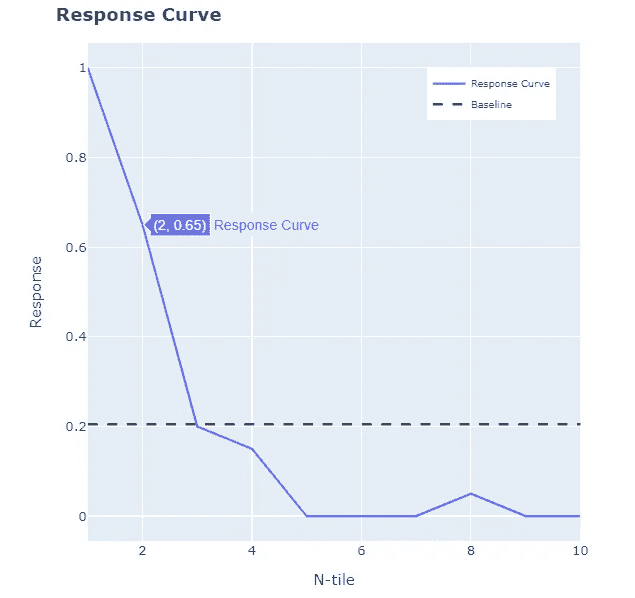 Response Curve
Response Curve
Baseline
1
0.8
0.6
0.4
0.2
0
(2, 0.65) Response Curve
Response
2 4 6 8 10
N-tile